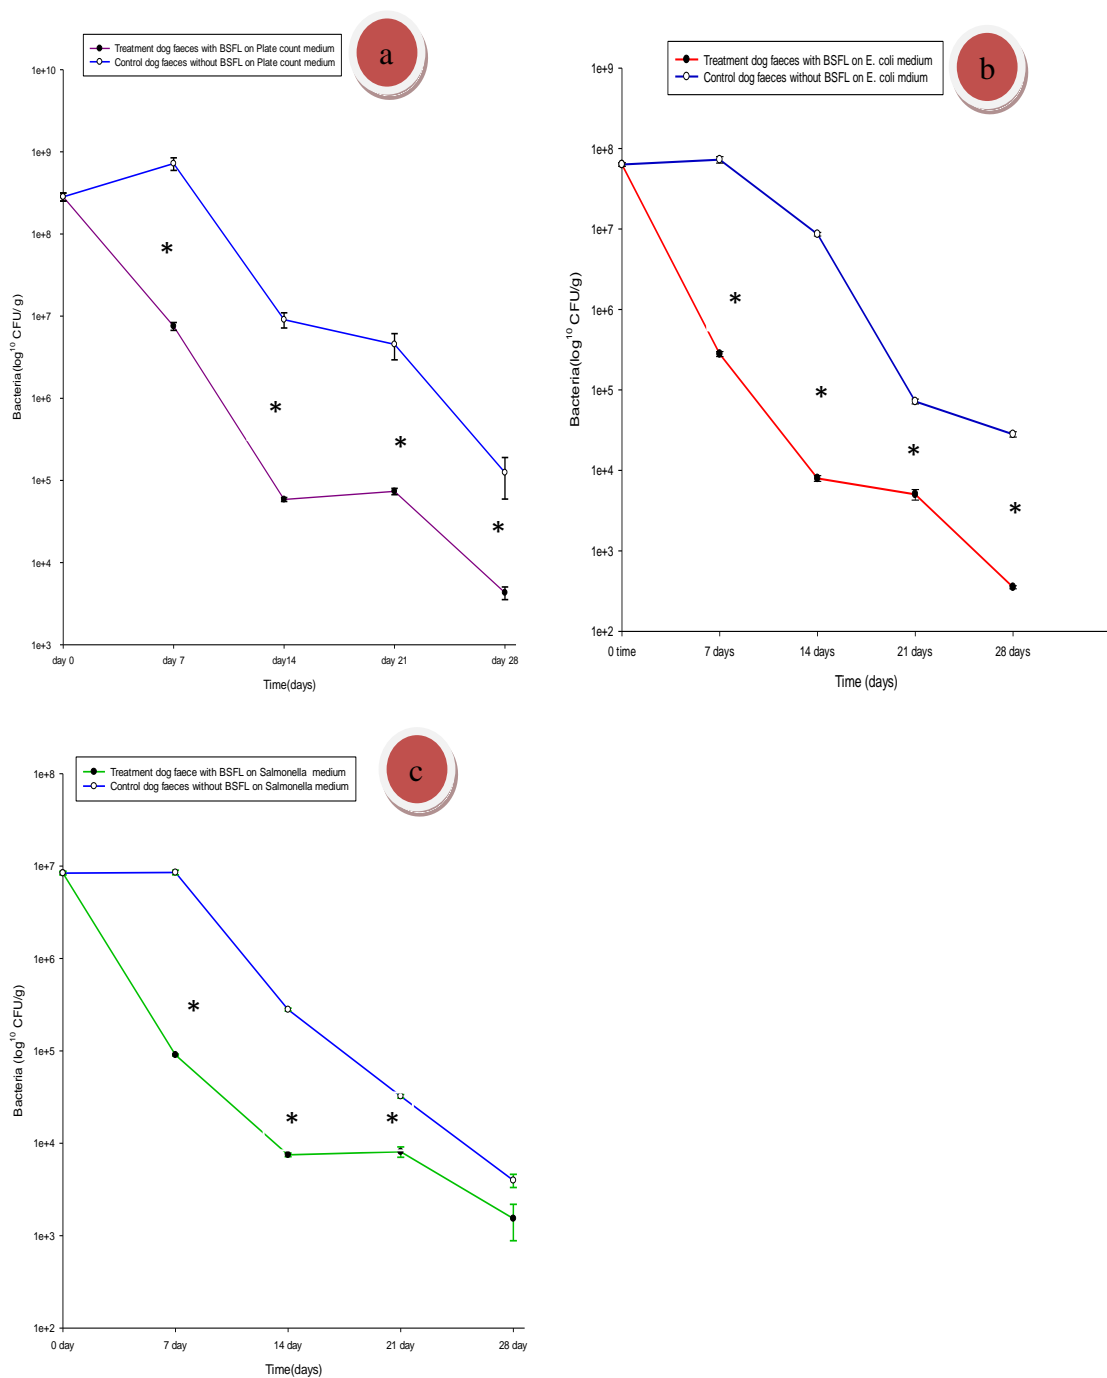 Treatment dog faeces with BSFL on Plate count medium
Control dog faeces without BSFL on Plate count medium
a
1e+10
1e+9
1e+8
1e+7
1e+6
1e+5
1e+4
1e+3
Bacteria(log10 CFU/ g)
*
*
*
*
day 0
day 7
day14
day 21
day 28
Time(days)
Treatment dog faeces with BSFL on E. coli medium
Control dog faeces without BSFL on E. coli mdium
b
1e+9
1e+8
1e+7
1e+6
1e+5
1e+4
1e+3
1e+2
Bacteria(log10 CFU/g)
*
*
*
*
0 time
7 days
14 days
21 days
28 days
Time (days)
Treatment dog faece with BSFL on Salmonella medium
Control dog faeces without BSFL on Salmonella medium
c
1e+8
1e+7
1e+6
1e+5
1e+4
1e+3
1e+2
Bacteria (log10 CFU/g)
*
*
*
0 day
7 day
14 day
21 day
28 day
Time(days)